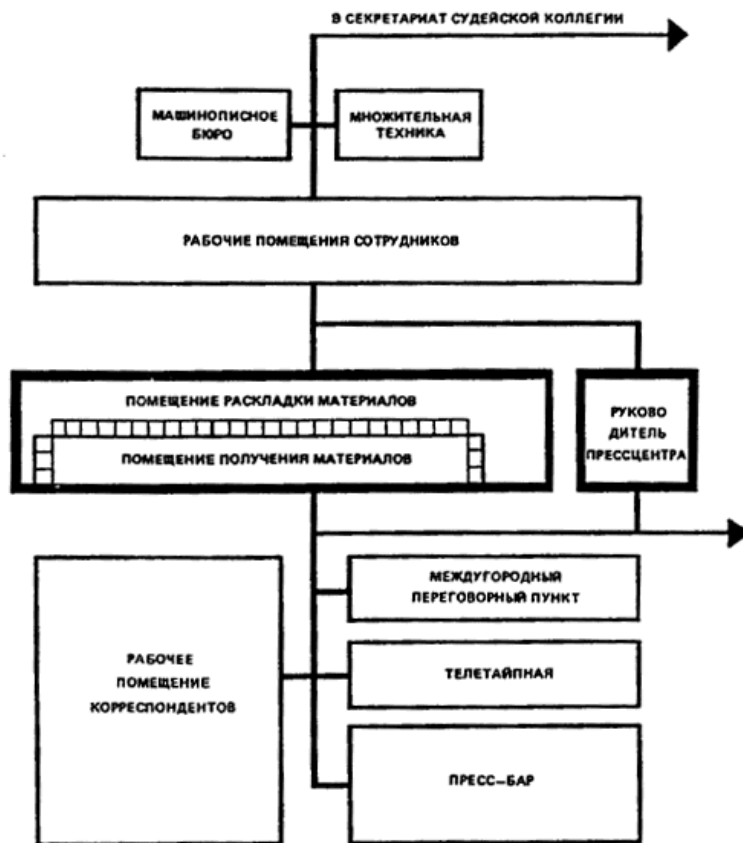 В СЕКРЕТАРИАТ СУДЕЙСКОЙ КОЛЛЕГИИ
МАШИНОПИСНОЕ
БЮРО
МНОЖИТЕЛЬНАЯ
ТЕХНИКА
РАБОЧИЕ ПОМЕЩЕНИЯ СОТРУДНИКОВ
ПОМЕЩЕНИЕ РАСКЛАДКИ МАТЕРИАЛОВ
ПОМЕЩЕНИЕ ПОЛУЧЕНИЯ МАТЕРИАЛОВ
РУКОВО
ДИТЕЛЬ
ПРЕССЦЕНТРА
МЕЖДУГОРОДНЫЙ
ПЕРЕГОВОРНЫЙ ПУНКТ
РАБОЧЕЕ
ПОМЕЩЕНИЕ
КОРРЕСПОНДЕНТОВ
ТЕЛЕТАЙПНАЯ
ПРЕСС–БАР